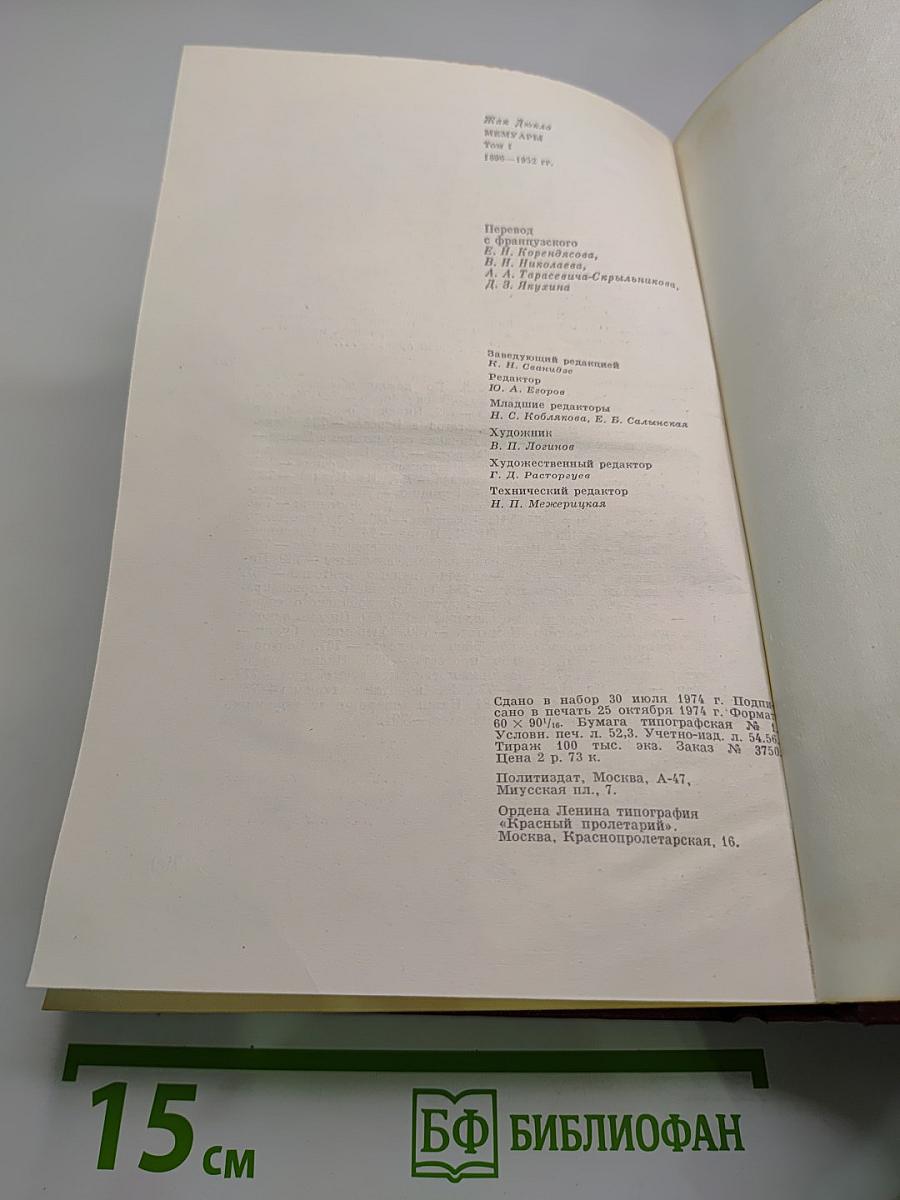 Жак Дюкло
МЕМУАРЫ
Том I
1896—1952 гг.
Перевод
с французского
Е. Н. Корендясова,
В. И. Николаева,
А. А. Тарасевича-Скрыльникова,
Д. З. Якухина
Заведующий редакцией
К. Н. Сванидзе
Редактор
Ю. А. Егоров
Младшие редакторы
Н. С. Коблякова, Е. Б. Салынская
Художник
В. П. Логинов
Художественный редактор
Г. Д. Расторгуев
Технический редактор
Н. П. Межерицкая
Сдано в набор 30 июля 1974 г. Подпи-
сано в печать 25 октября 1974 г. Формат
60 × 90¹/₁₆. Бумага типографская № 1.
Условн. печ. л. 52,3. Учетно-изд. л. 54.56.
Тираж 100 тыс. экз. Заказ № 3750.
Цена 2 р. 73 к.
Политиздат, Москва, А-47,
Миусская пл., 7.
Ордена Ленина типография
«Красный пролетарий».
Москва, Краснопролетарская, 16.
15 см
БФ БИБЛИОФАН